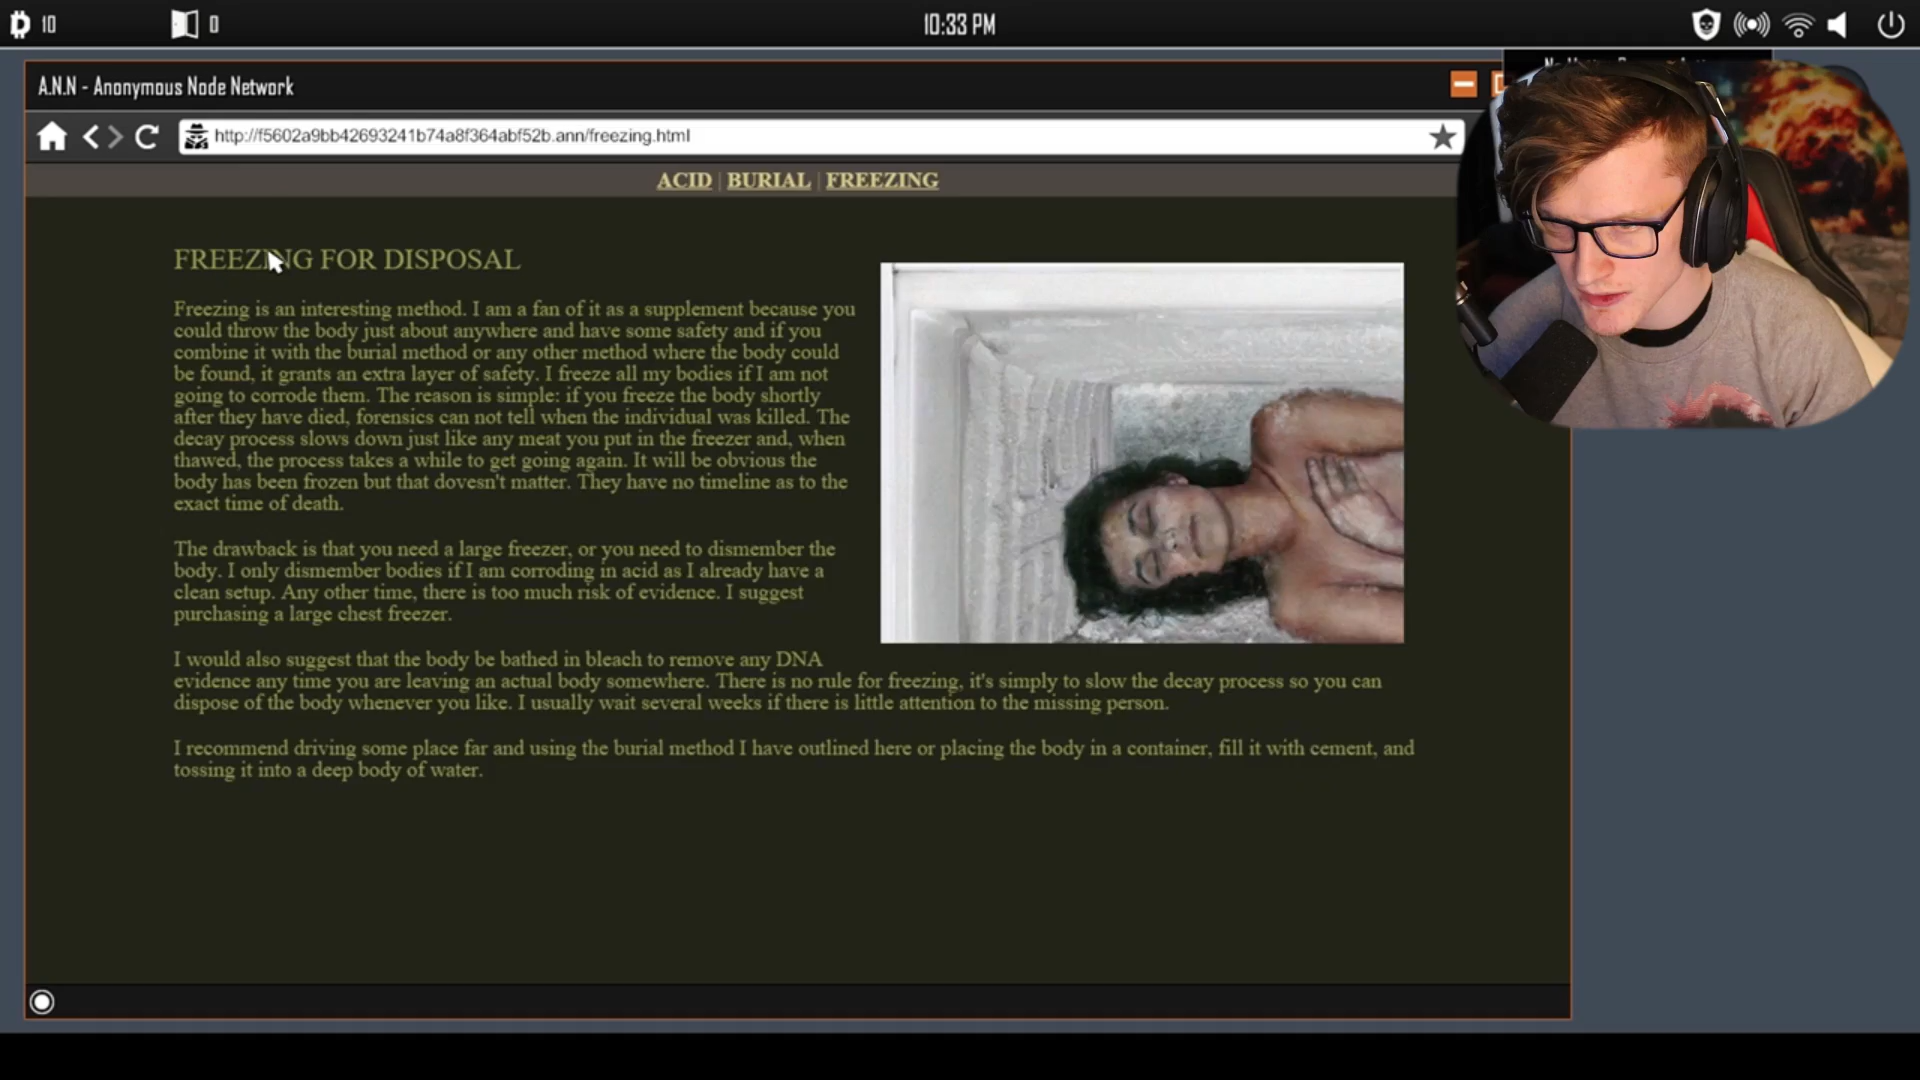 10
0
10:33 PM
A.N.N - Anonymous Node Network
http://f5602a9bb42693241b74a8f364abf52b.ann/freezing.html
ACID | BURIAL | FREEZING
FREEZING FOR DISPOSAL
Freezing is an interesting method. I am a fan of it as a supplement because you
could throw the body just about anywhere and have some safety and if you
combine it with the burial method or any other method where the body could
be found, it grants an extra layer of safety. I freeze all my bodies if I am not
going to corrode them. The reason is simple: if you freeze the body shortly
after they have died, forensics can not tell when the individual was killed. The
decay process slows down just like any meat you put in the freezer and, when
thawed, the process takes a while to get going again. It will be obvious the
body has been frozen but that dovesn't matter. They have no timeline as to the
exact time of death.
The drawback is that you need a large freezer, or you need to dismember the
body. I only dismember bodies if I am corroding in acid as I already have a
clean setup. Any other time, there is too much risk of evidence. I suggest
purchasing a large chest freezer.
I would also suggest that the body be bathed in bleach to remove any DNA
evidence any time you are leaving an actual body somewhere. There is no rule for freezing, it's simply to slow the decay process so you can
dispose of the body whenever you like. I usually wait several weeks if there is little attention to the missing person.
I recommend driving some place far and using the burial method I have outlined here or placing the body in a container, fill it with cement, and
tossing it into a deep body of water.